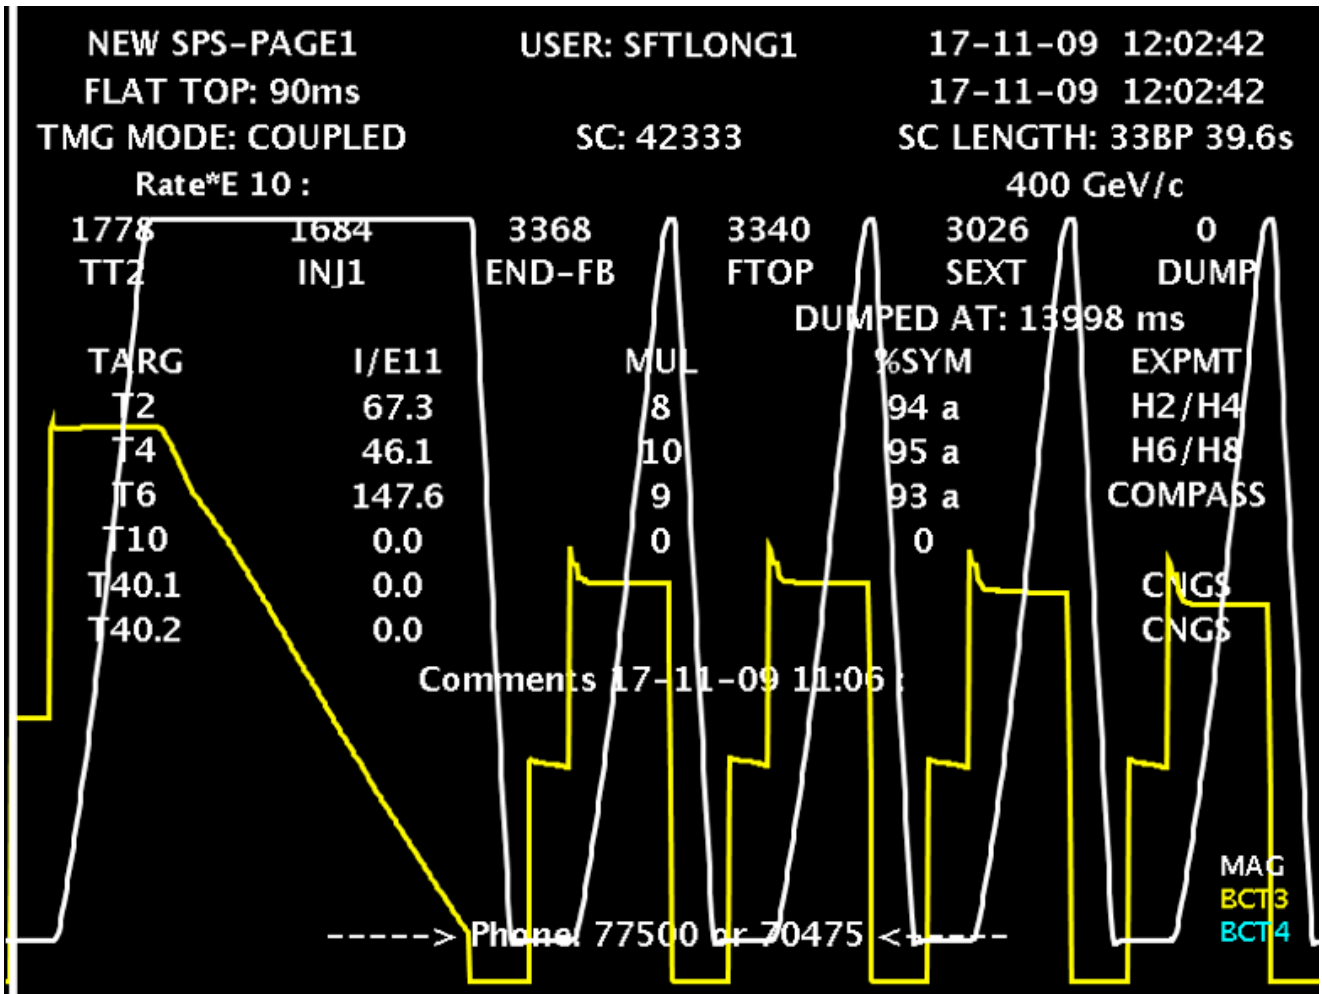 NEW SPS-PAGE1 USER: SFTLONG1 17-11-09 12:02:42
FLAT TOP: 90ms 17-11-09 12:02:42
TMG MODE: COUPLED SC: 42333 SC LENGTH: 33BP 39.6s
Rate*E 10 : 400 GeV/c
1778 1684 3368 3340 3026 0
TT2 INJ1 END-FB FTOP SEXT DUMP
DUMPED AT: 13998 ms
TARG I/E11 MUL %SYM EXPMT
T2 67.3 8 94 a H2/H4
T4 46.1 10 95 a H6/H8
T6 147.6 9 93 a COMPASS
T10 0.0 0 0
T40.1 0.0 CNGS
T40.2 0.0 CNGS
Comments 17-11-09 11:06 :
MAG
BCT3
-----> Phone: 77500 or 70475 <----- BCT4